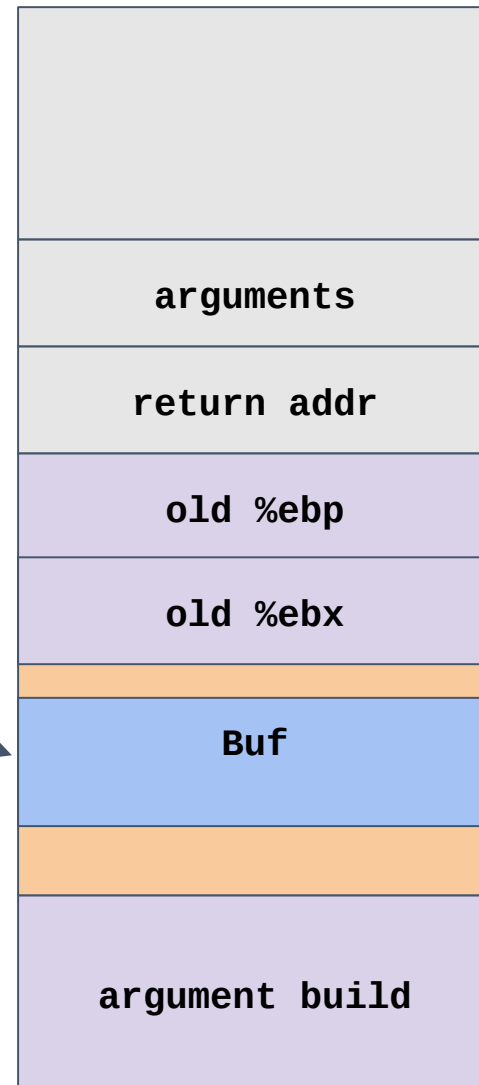 arguments
return addr
old %ebp
old %ebx
Buf
argument build